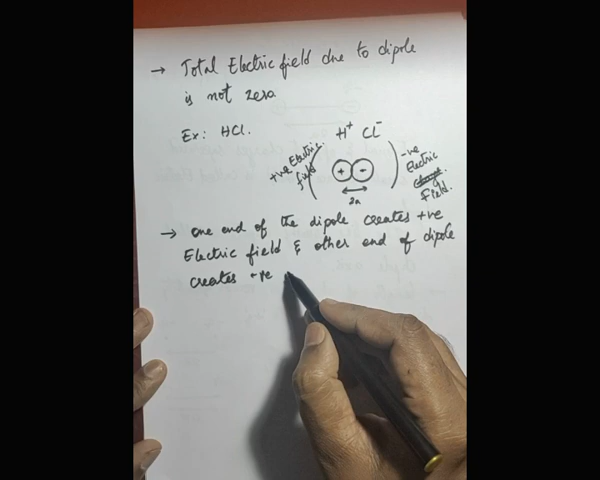 → Total Electric field due to dipole
is not zero.
Ex: HCl.
H⁺ Cl⁻
+ve Electric
field
+ -
2a
-ve
Electric
field.
→ one end of the dipole creates +ve
Electric field & other end of dipole
creates -ve